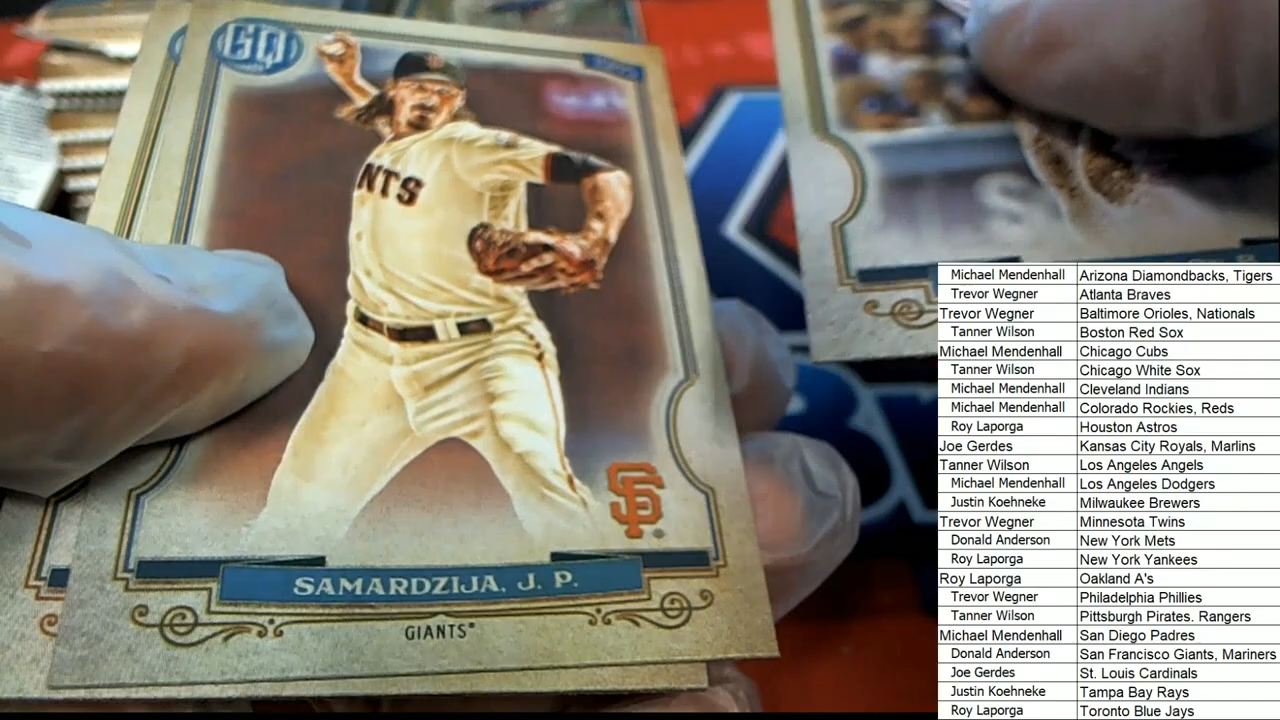 GQ
NTS
SF
SAMARDZIJA, J. P.
GIANTS
Michael Mendenhall Arizona Diamondbacks, Tigers
Trevor Wegner Atlanta Braves
Trevor Wegner Baltimore Orioles, Nationals
Tanner Wilson Boston Red Sox
Michael Mendenhall Chicago Cubs
Tanner Wilson Chicago White Sox
Michael Mendenhall Cleveland Indians
Michael Mendenhall Colorado Rockies, Reds
Roy Laporga Houston Astros
Joe Gerdes Kansas City Royals, Marlins
Tanner Wilson Los Angeles Angels
Michael Mendenhall Los Angeles Dodgers
Justin Koehneke Milwaukee Brewers
Trevor Wegner Minnesota Twins
Donald Anderson New York Mets
Roy Laporga New York Yankees
Roy Laporga Oakland A's
Trevor Wegner Philadelphia Phillies
Tanner Wilson Pittsburgh Pirates. Rangers
Michael Mendenhall San Diego Padres
Donald Anderson San Francisco Giants, Mariners
Joe Gerdes St. Louis Cardinals
Justin Koehneke Tampa Bay Rays
Roy Laporga Toronto Blue Jays